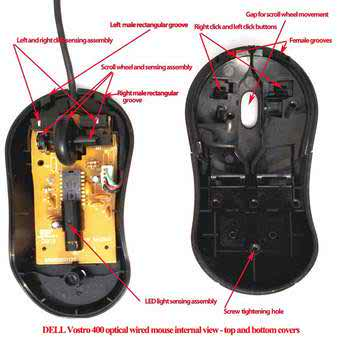 Gap for scroll wheel movement
Left male rectangular groove
Right click and left click buttons
Left and right click sensing assembly
Female grooves
Scroll wheel and sensing assembly
Right male rectangular
groove
LED light sensing assembly
Screw tightening hole
DELL Vostro 400 optical wired mouse internal view - top and bottom covers